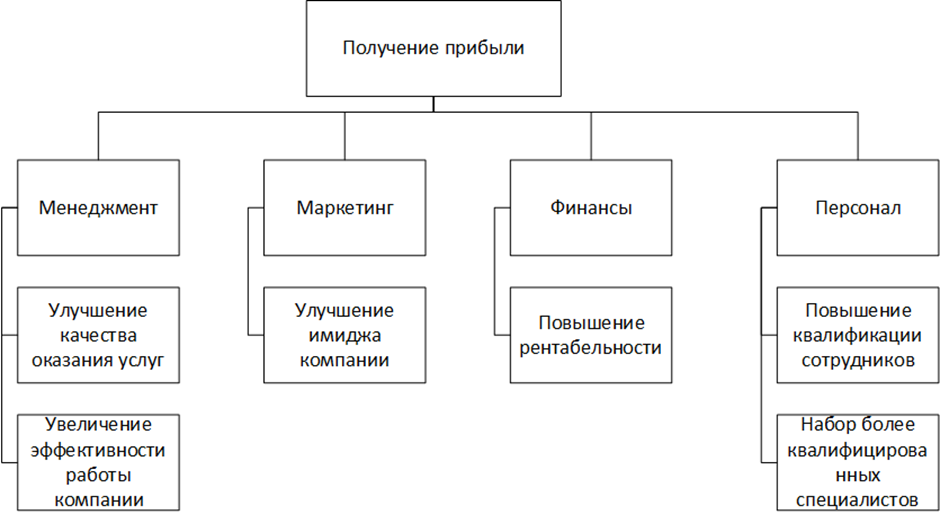 Получение прибыли
Менеджмент
Маркетинг
Финансы
Персонал
Улучшение
качества
оказания услуг
Улучшение
имиджа
компании
Повышение
рентабельности
Повышение
квалификации
сотрудников
Увеличение
эффективности
работы
компании
Набор более
квалифицирова
нных
специалистов